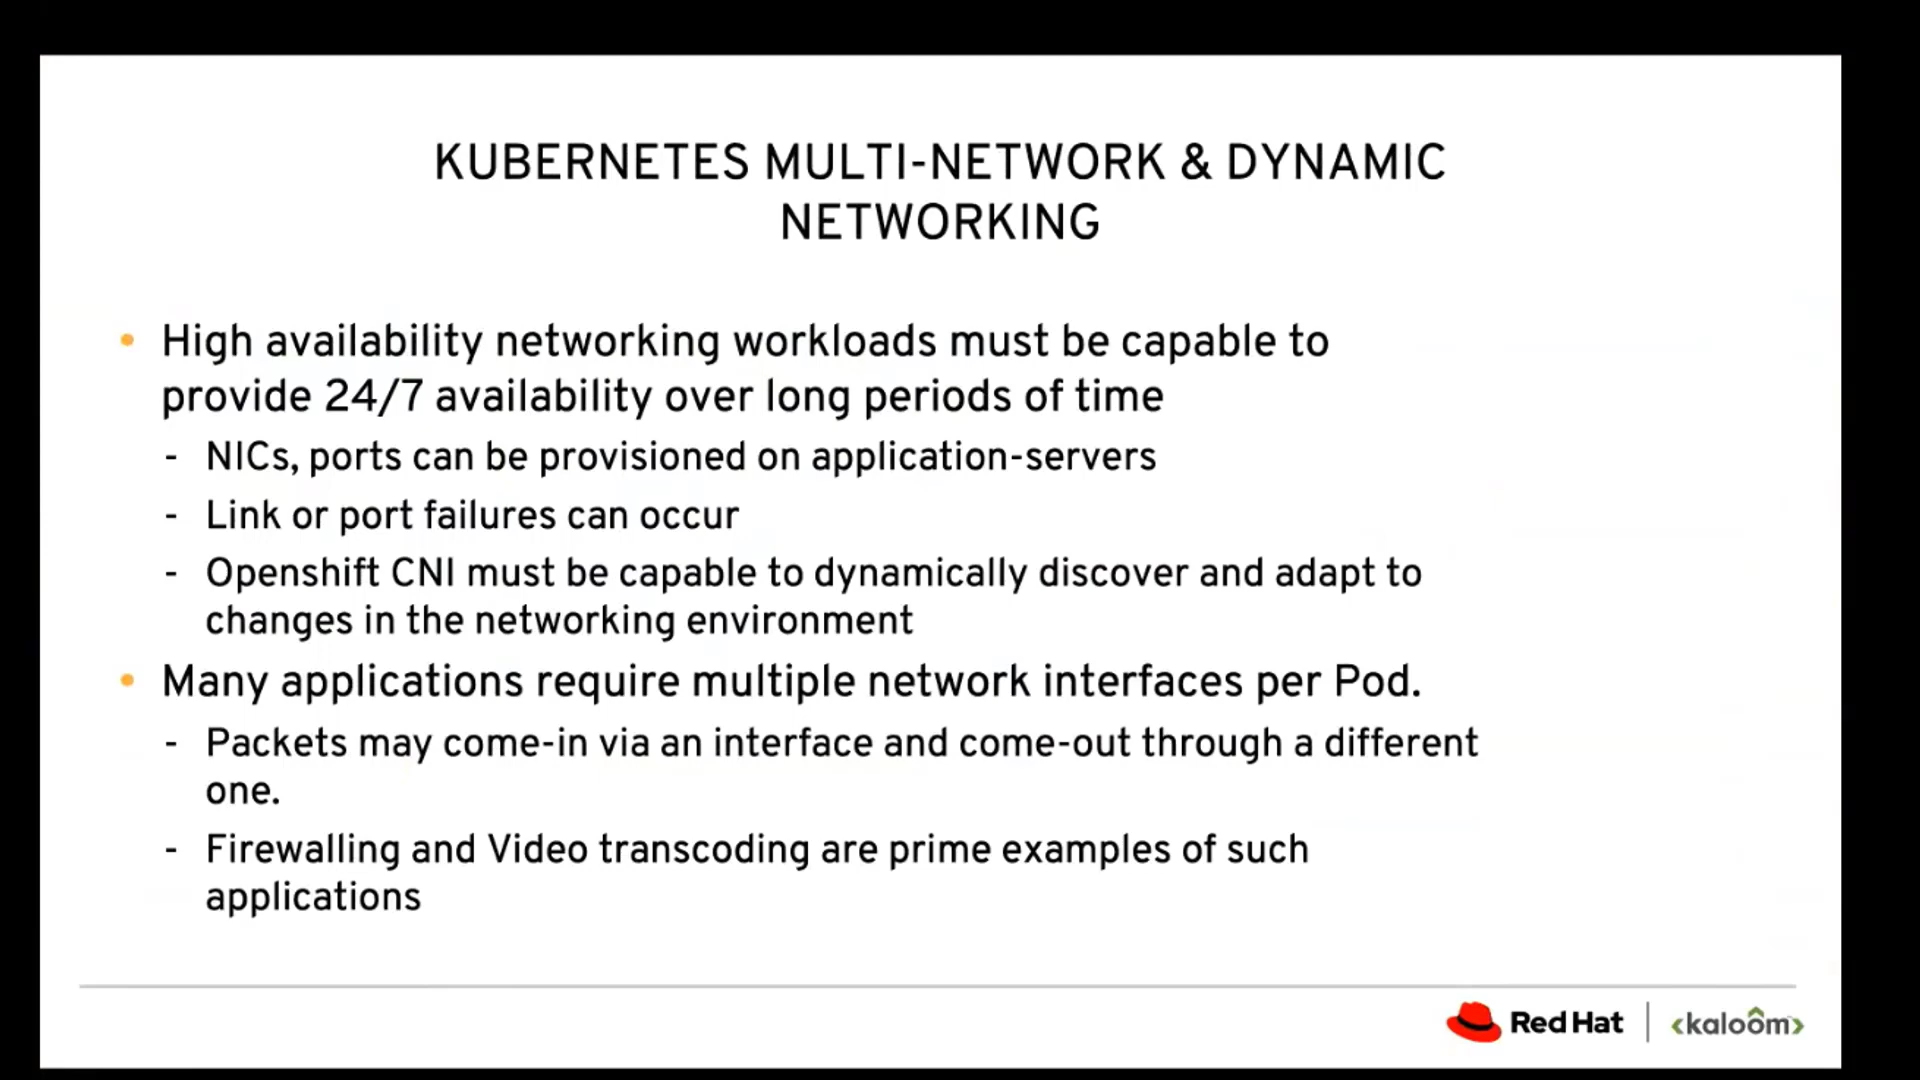 KUBERNETES MULTI-NETWORK & DYNAMIC
NETWORKING
• High availability networking workloads must be capable to
provide 24/7 availability over long periods of time
- NICs, ports can be provisioned on application-servers
- Link or port failures can occur
- Openshift CNI must be capable to dynamically discover and adapt to
changes in the networking environment
• Many applications require multiple network interfaces per Pod.
- Packets may come-in via an interface and come-out through a different
one.
- Firewalling and Video transcoding are prime examples of such
applications
Red Hat | <kaloôm>